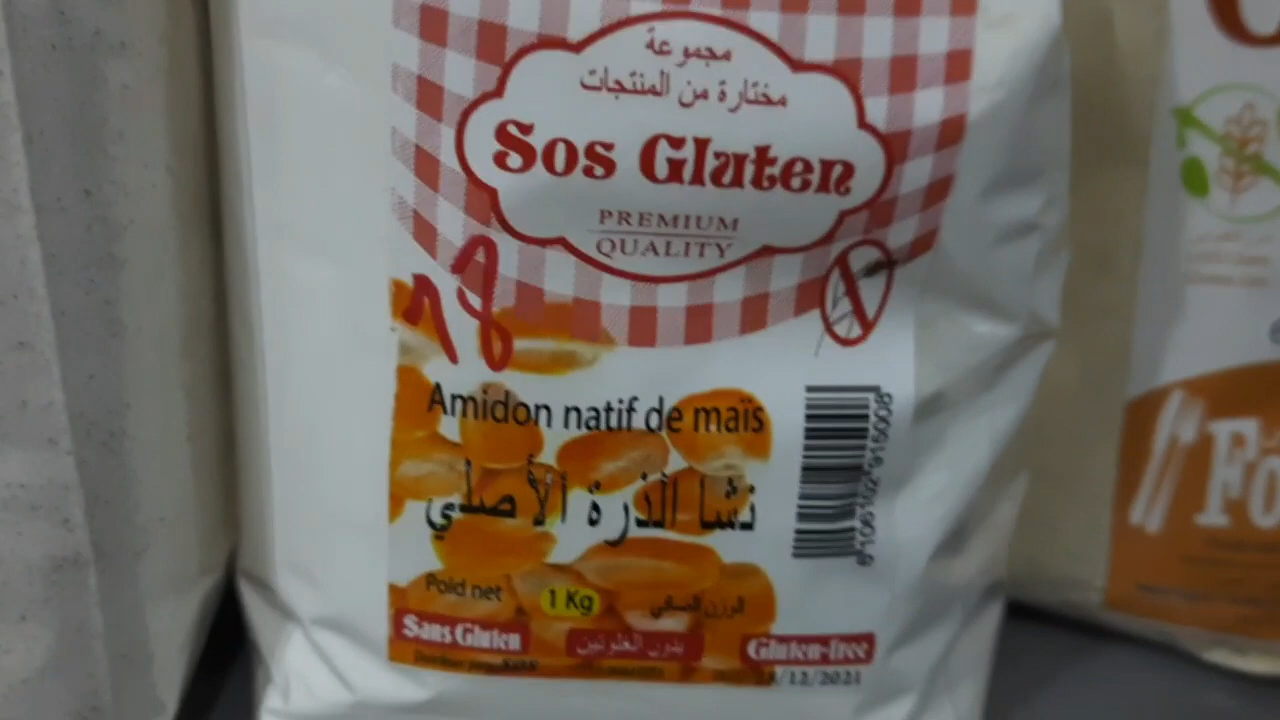 مجموعة
مختارة من المنتجات
Sos Gluten
PREMIUM
QUALITY
18
Amidon natif de maïs
نشا الذرة الأصلي
Poid net 1 Kg الوزن الصافي
Sans Gluten بدون الغلوتين Gluten-free
/12/2021
Fó